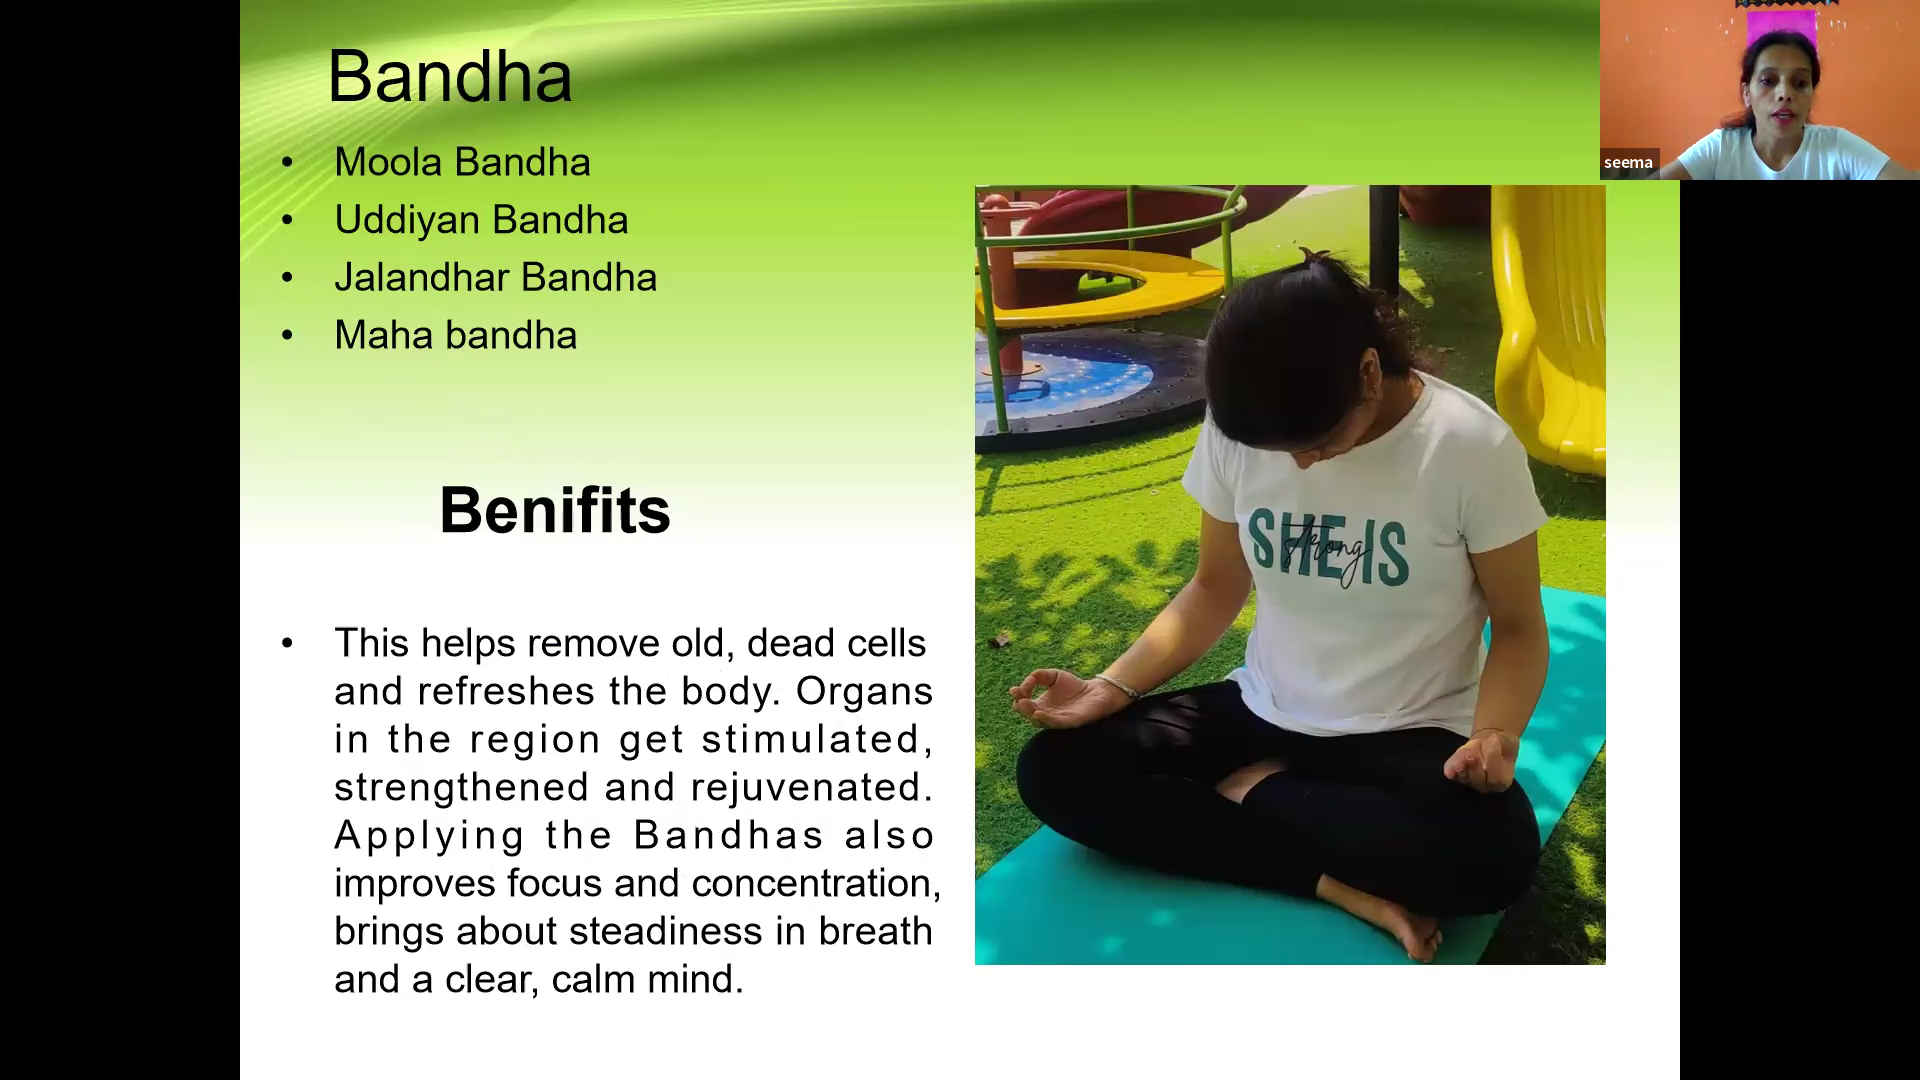 Bandha
• Moola Bandha
• Uddiyan Bandha
• Jalandhar Bandha
• Maha bandha
Benifits
• This helps remove old, dead cells
and refreshes the body. Organs
in the region get stimulated,
strengthened and rejuvenated.
Applying the Bandhas also
improves focus and concentration,
brings about steadiness in breath
and a clear, calm mind.
SHE IS
strong
seema